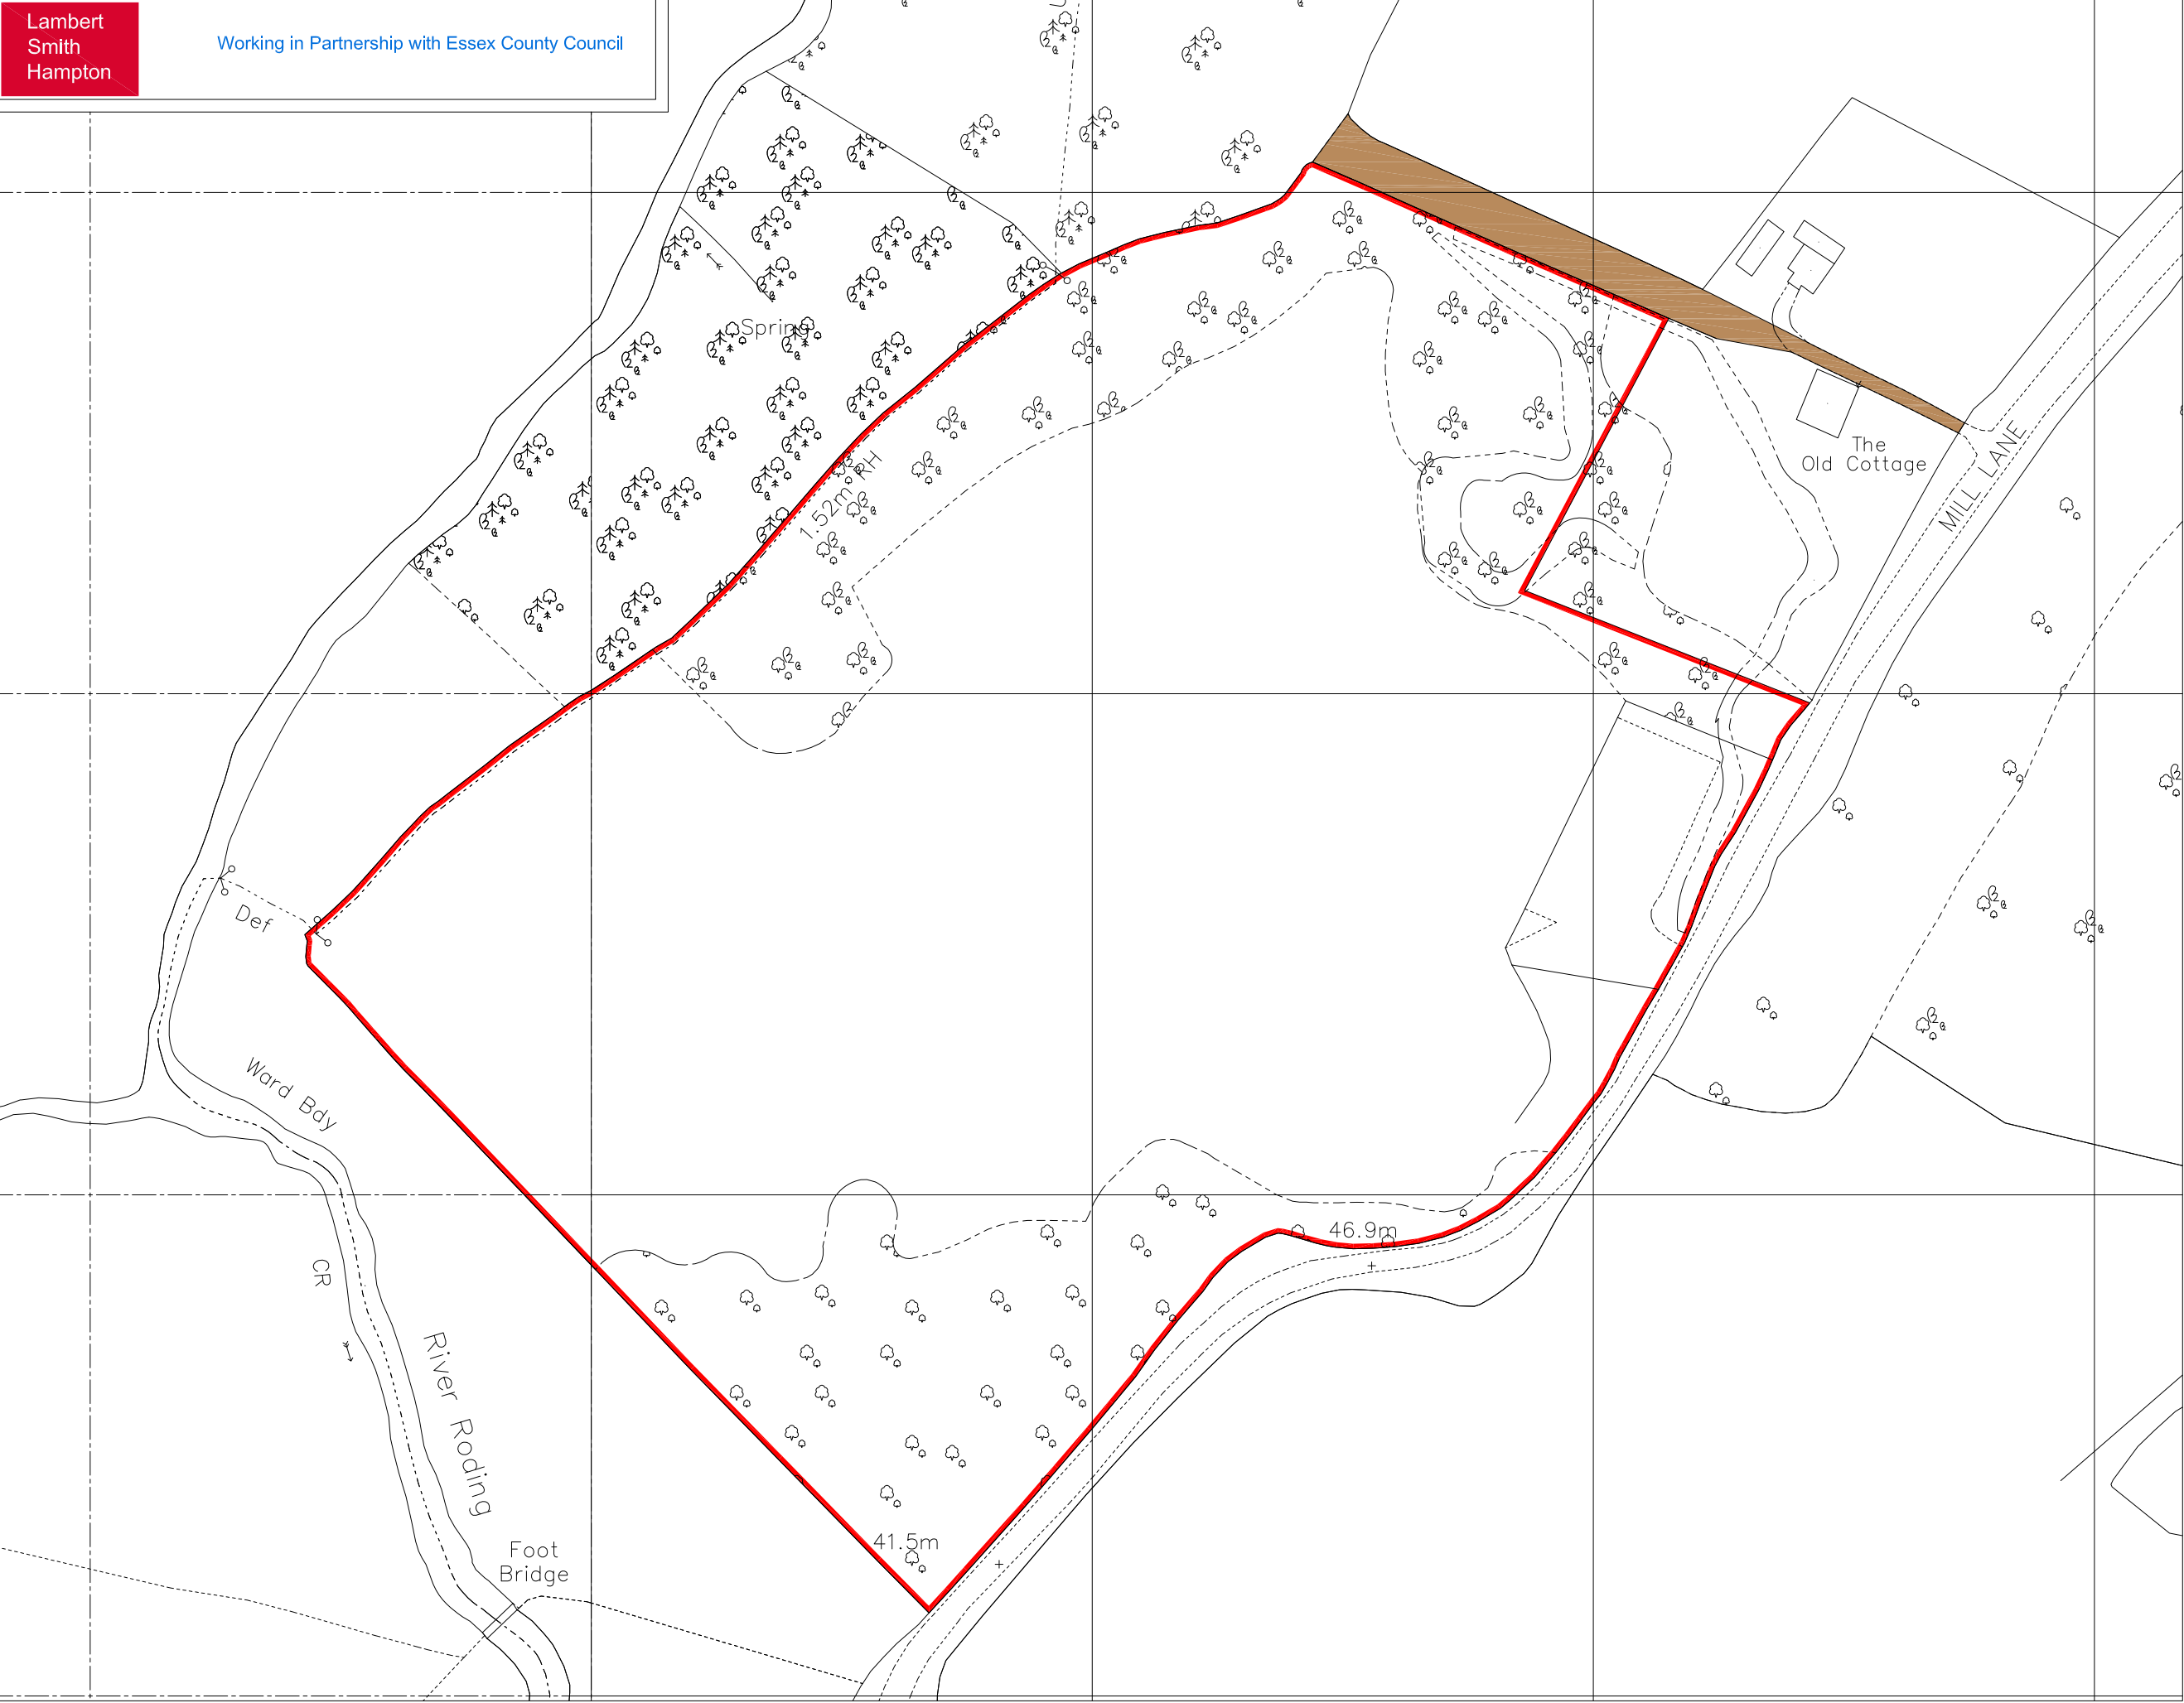 Lambert
Smith
Hampton
Working in Partnership with Essex County Council
Spring
1.52m RH
The
Old Cottage
MILL LANE
Def
Ward Bdy
CR
River Roding
46.9m
41.5m
Foot
Bridge